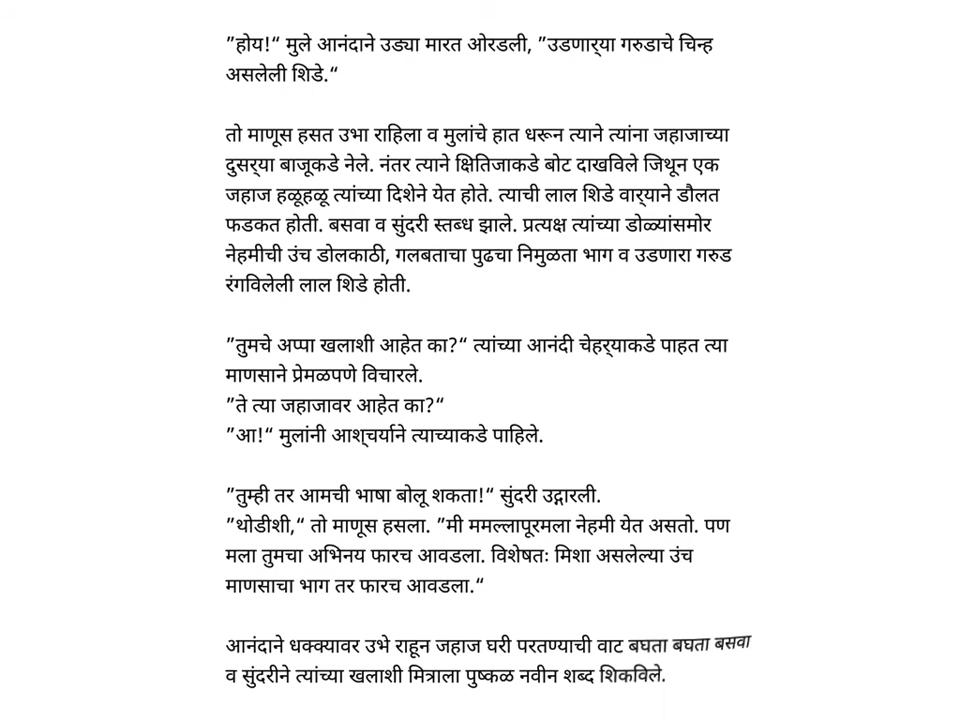 ”होय!“ मुले आनंदाने उड्या मारत ओरडली, ”उडणाऱ्या गरुडाचे चिन्ह
असलेली शिडे.“
तो माणूस हसत उभा राहिला व मुलांचे हात धरून त्याने त्यांना जहाजाच्या
दुसऱ्या बाजूकडे नेले. नंतर त्याने क्षितिजाकडे बोट दाखविले जिथून एक
जहाज हळूहळू त्यांच्या दिशेने येत होते. त्याची लाल शिडे वाऱ्याने डौलत
फडकत होती. बसवा व सुंदरी स्तब्ध झाले. प्रत्यक्ष त्यांच्या डोळ्यांसमोर
नेहमीची उंच डोलकाठी, गलबताचा पुढचा निमुळता भाग व उडणारा गरुड
रंगविलेली लाल शिडे होती.
”तुमचे अप्पा खलाशी आहेत का?“ त्यांच्या आनंदी चेहऱ्याकडे पाहत त्या
माणसाने प्रेमळपणे विचारले.
”ते त्या जहाजावर आहेत का?“
”आ!“ मुलांनी आश्चर्याने त्याच्याकडे पाहिले.
”तुम्ही तर आमची भाषा बोलू शकता!“ सुंदरी उद्गारली.
”थोडीशी,“ तो माणूस हसला. ”मी ममल्लापूरमला नेहमी येत असतो. पण
मला तुमचा अभिनय फारच आवडला. विशेषतः मिशा असलेल्या उंच
माणसाचा भाग तर फारच आवडला.“
आनंदाने धक्क्यावर उभे राहून जहाज घरी परतण्याची वाट बघता बघता बसवा
व सुंदरीने त्यांच्या खलाशी मित्राला पुष्कळ नवीन शब्द शिकविले.